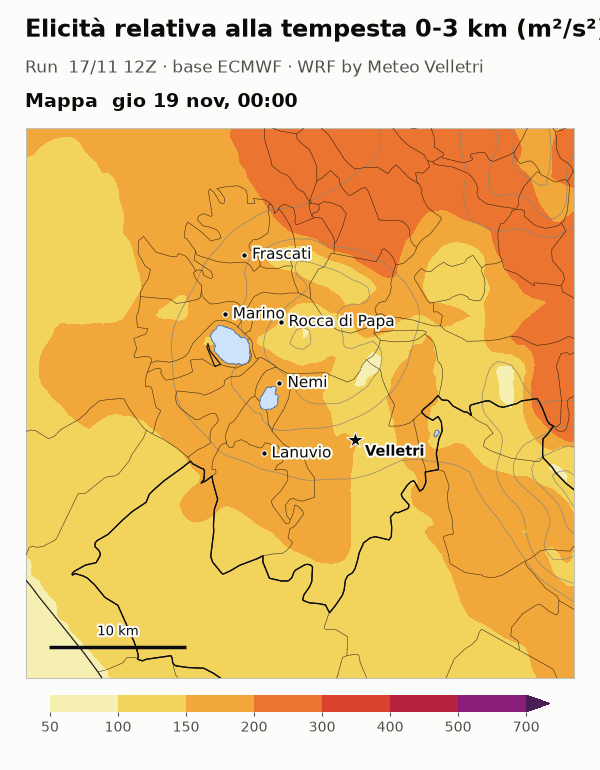 Elicità relativa alla tempesta 0-3 km (m²/s²)
Run 17/11 12Z · base ECMWF · WRF by Meteo Velletri
Mappa gio 19 nov, 00:00
Frascati
Marino
Rocca di Papa
Nemi
Velletri
Lanuvio
10 km
50 100 150 200 300 400 500 700